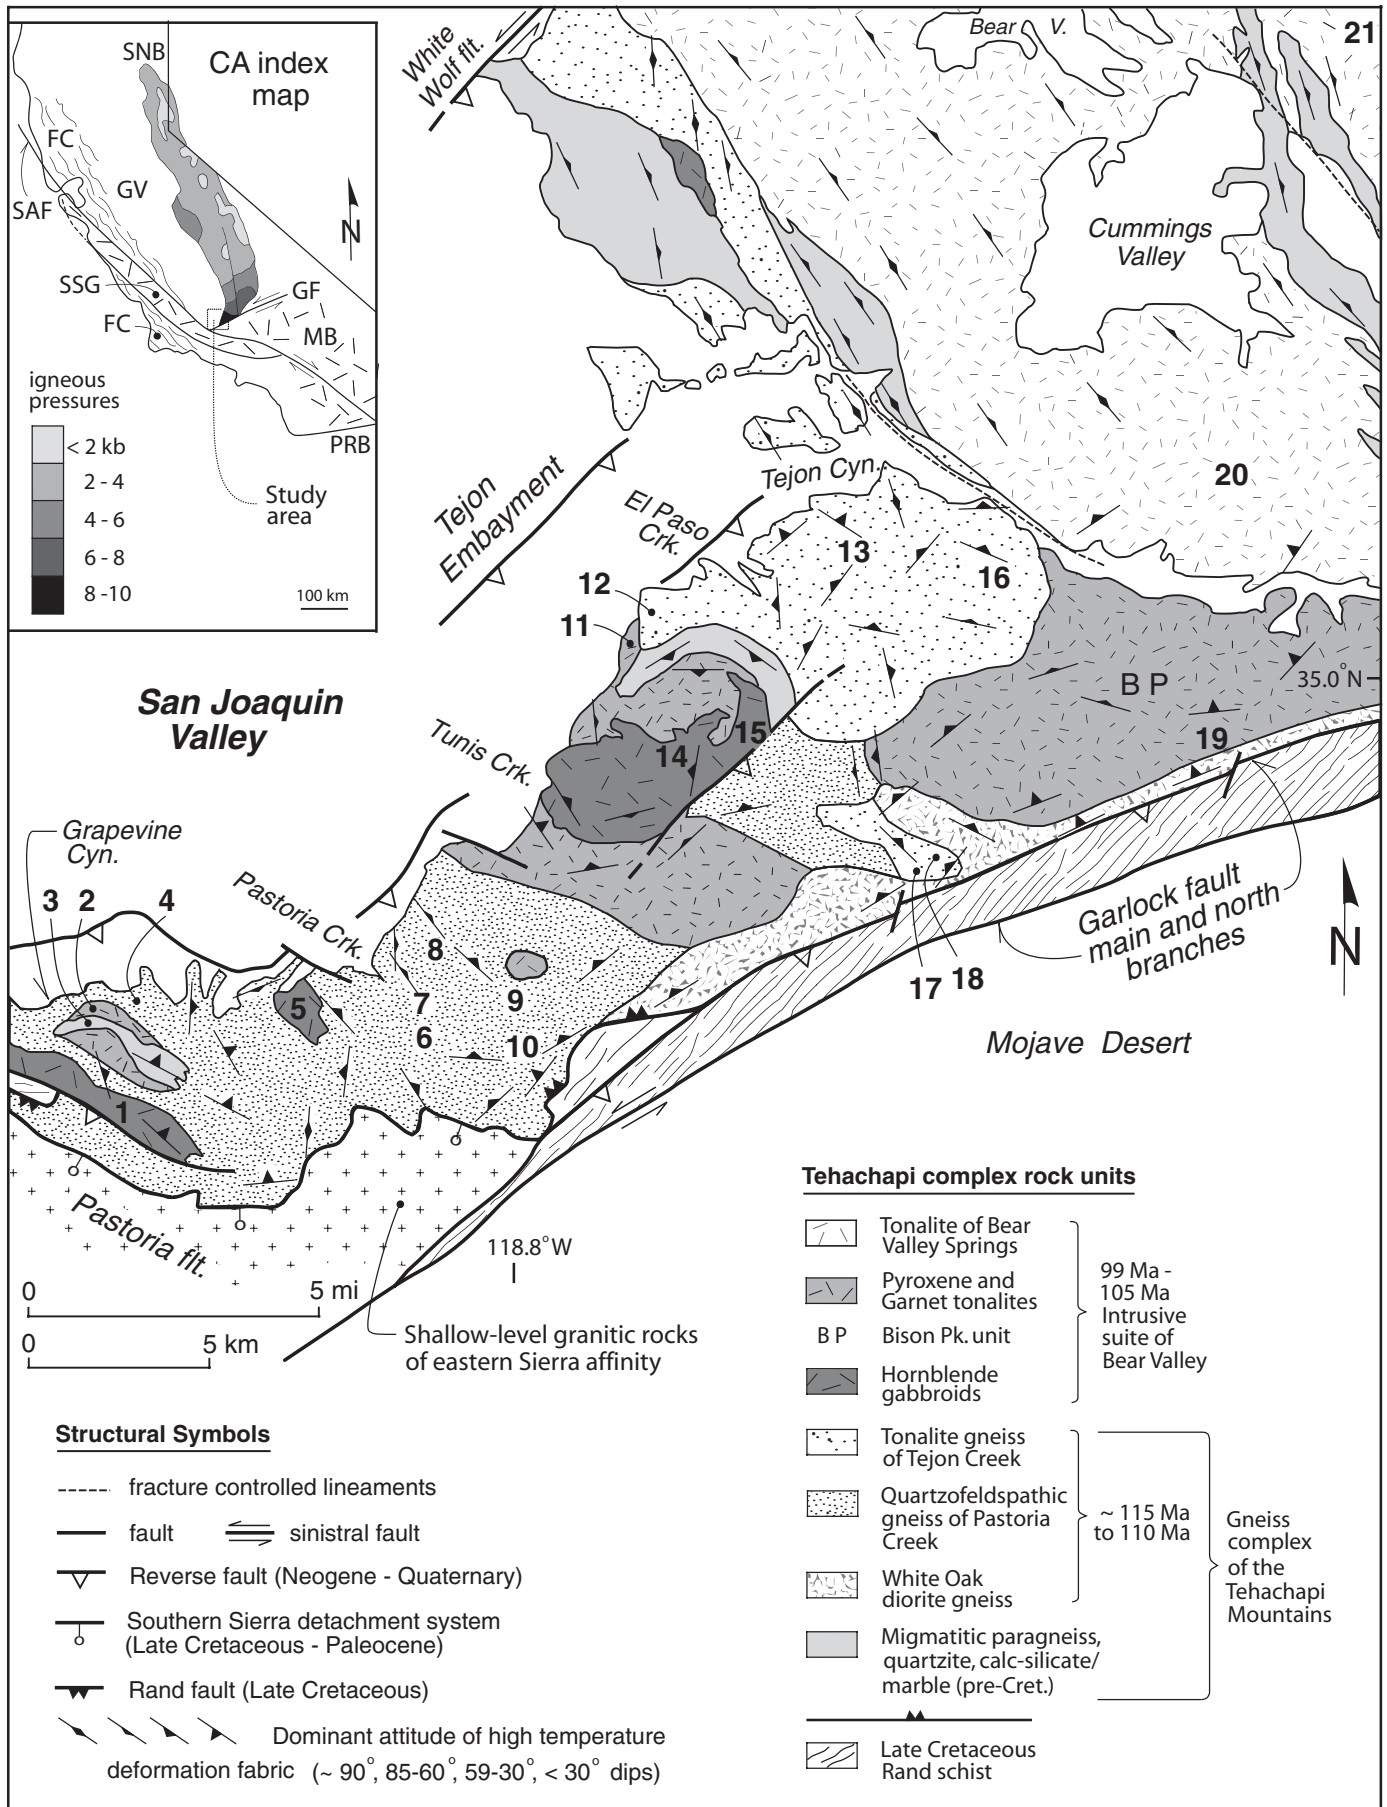 CA index
map
SNB
FC
GV
SAF
N
SSG
FC
GF
MB
PRB
igneous
pressures
< 2 kb
2 - 4
4 - 6
6 - 8
8 -10
Study
area
100 km
White
Wolf flt.
Bear V.
21
Cummings
Valley
20
Tejon
Embayment
Tejon Cyn.
El Paso
Crk.
13
16
12
11
B P
35.0°N
San Joaquin
Valley
Tunis Crk.
15
14
19
Grapevine
Cyn.
3 2 4
Pastoria Crk.
8
7
9
5
6
10
1
17 18
Garlock fault
main and north
branches
N
Mojave Desert
Pastoria flt.
118.8°W
0 5 mi
0 5 km
Shallow-level granitic rocks
of eastern Sierra affinity
Structural Symbols
fracture controlled lineaments
fault sinistral fault
Reverse fault (Neogene - Quaternary)
Southern Sierra detachment system
(Late Cretaceous - Paleocene)
Rand fault (Late Cretaceous)
Dominant attitude of high temperature
deformation fabric (~ 90°, 85-60°, 59-30°, < 30° dips)
Tehachapi complex rock units
Tonalite of Bear
Valley Springs
Pyroxene and
Garnet tonalites
B P Bison Pk. unit
Hornblende
gabbroids
99 Ma -
105 Ma
Intrusive
suite of
Bear Valley
Tonalite gneiss
of Tejon Creek
Quartzofeldspathic
gneiss of Pastoria
Creek
White Oak
diorite gneiss
~ 115 Ma
to 110 Ma
Migmatitic paragneiss,
quartzite, calc-silicate/
marble (pre-Cret.)
Gneiss
complex
of the
Tehachapi
Mountains
Late Cretaceous
Rand schist